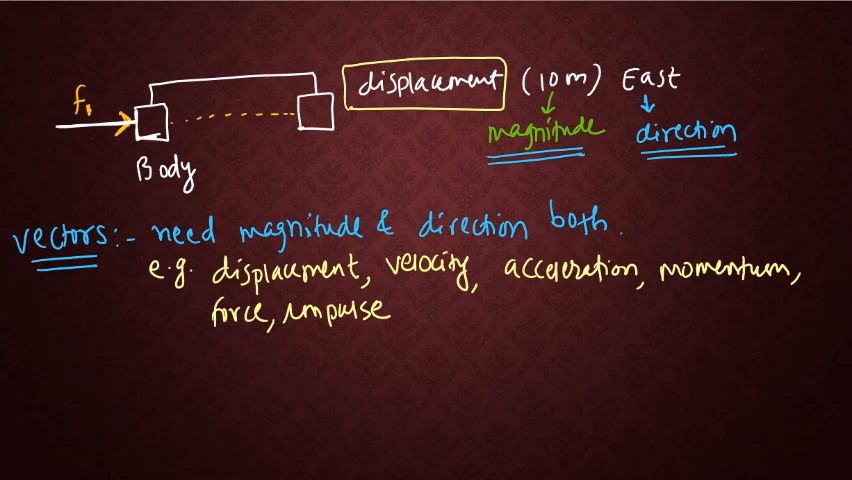 f₁
displacement (10m) East
magnitude direction
Body
vectors:- need magnitude & direction both.
e.g. displacement, velocity, acceleration, momentum,
force, impulse